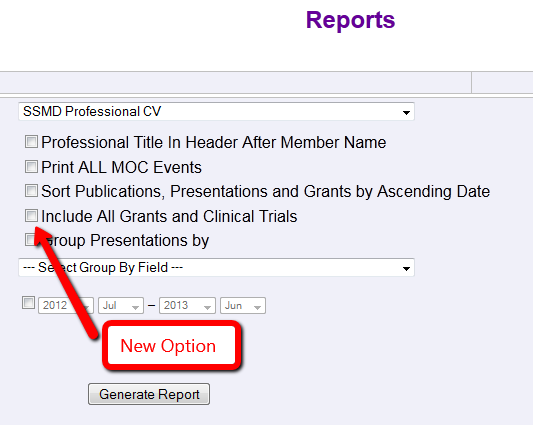 Reports
SSMD Professional CV
Professional Title In Header After Member Name
Print ALL MOC Events
Sort Publications, Presentations and Grants by Ascending Date
Include All Grants and Clinical Trials
Group Presentations by
--- Select Group By Field ---
2012 Jul – 2013 Jun
New Option
Generate Report